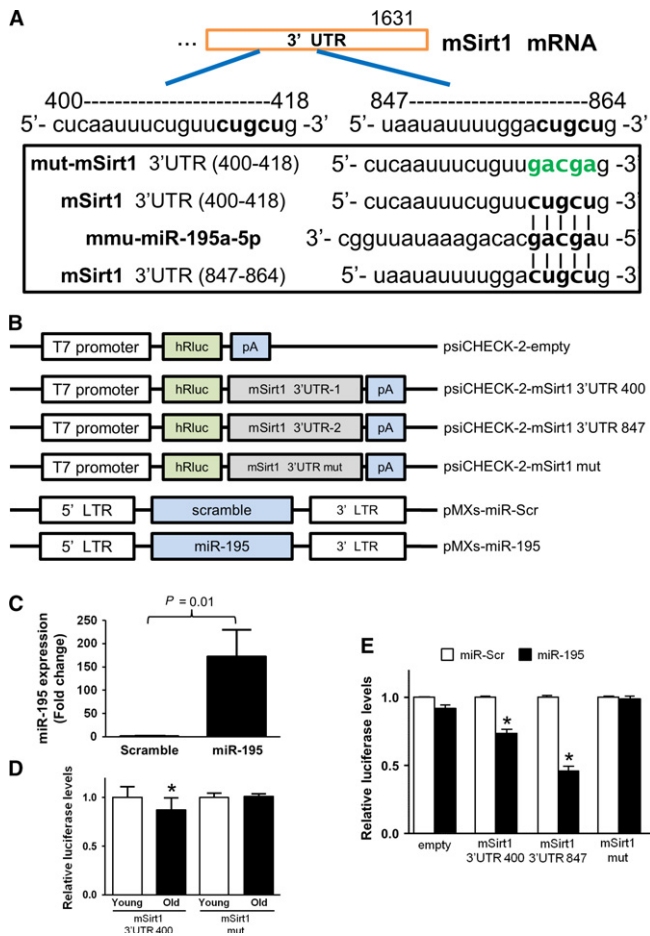 A
1631
... 3’ UTR mSirt1 mRNA
400-----------------------418 847-----------------------864
5’- cucaauuucuguucugcug -3’ 5’- uaauauuuuggacugcug -3’
mut-mSirt1 3’UTR (400-418) 5’- cucaauuucuguugacgag -3’
mSirt1 3’UTR (400-418) 5’- cucaauuucuguucugcug -3’
mmu-miR-195a-5p 3’- cgguuauaaagacacgacgau -5’
mSirt1 3’UTR (847-864) 5’- uaauauuuuggacugcug -3’
B
T7 promoter hRluc pA psiCHECK-2-empty
T7 promoter hRluc mSirt1 3’UTR-1 pA psiCHECK-2-mSirt1 3’UTR 400
T7 promoter hRluc mSirt1 3’UTR-2 pA psiCHECK-2-mSirt1 3’UTR 847
T7 promoter hRluc mSirt1 3’UTR mut pA psiCHECK-2-mSirt1 mut
5’ LTR scramble 3’ LTR pMXs-miR-Scr
5’ LTR miR-195 3’ LTR pMXs-miR-195
C
P = 0.01
miR-195 expression
(Fold change)
250
200
150
100
50
0
Scramble miR-195
D
Relative luciferase levels
1.0
0.5
0.0
*
Young Old Young Old
mSirt1 mSirt1
3’UTR 400 mut
E
miR-Scr miR-195
Relative luciferase levels
1.0
0.5
0
*
*
empty mSirt1 mSirt1 mSirt1
3’UTR 400 3’UTR 847 mut